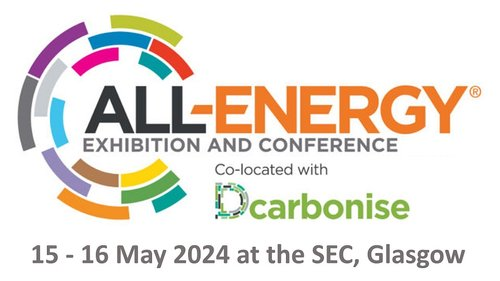 ALL-ENERGY®
EXHIBITION AND CONFERENCE
Co-located with
Dcarbonise
15 - 16 May 2024 at the SEC, Glasgow